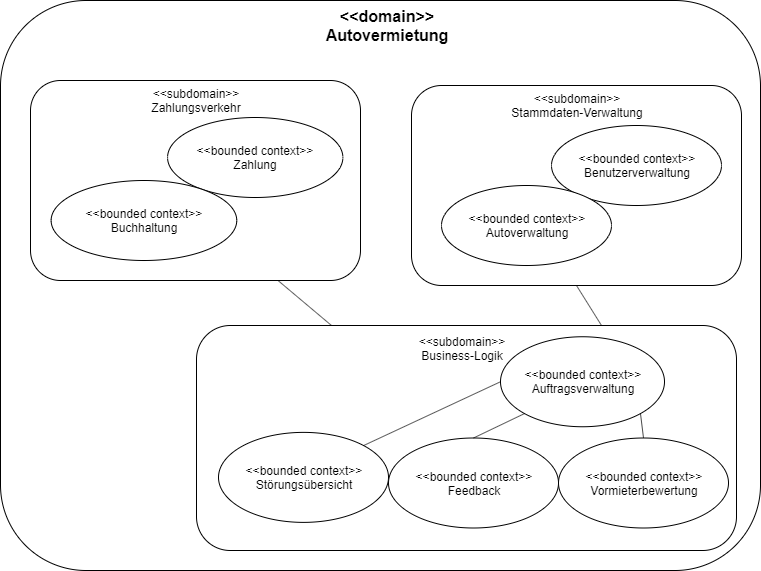 <<domain>>
Autovermietung
<<subdomain>>
Zahlungsverkehr
<<bounded context>>
Zahlung
<<bounded context>>
Buchhaltung
<<subdomain>>
Stammdaten-Verwaltung
<<bounded context>>
Benutzerverwaltung
<<bounded context>>
Autoverwaltung
<<subdomain>>
Business-Logik
<<bounded context>>
Auftragsverwaltung
<<bounded context>>
Störungsübersicht
<<bounded context>>
Feedback
<<bounded context>>
Vormieterbewertung